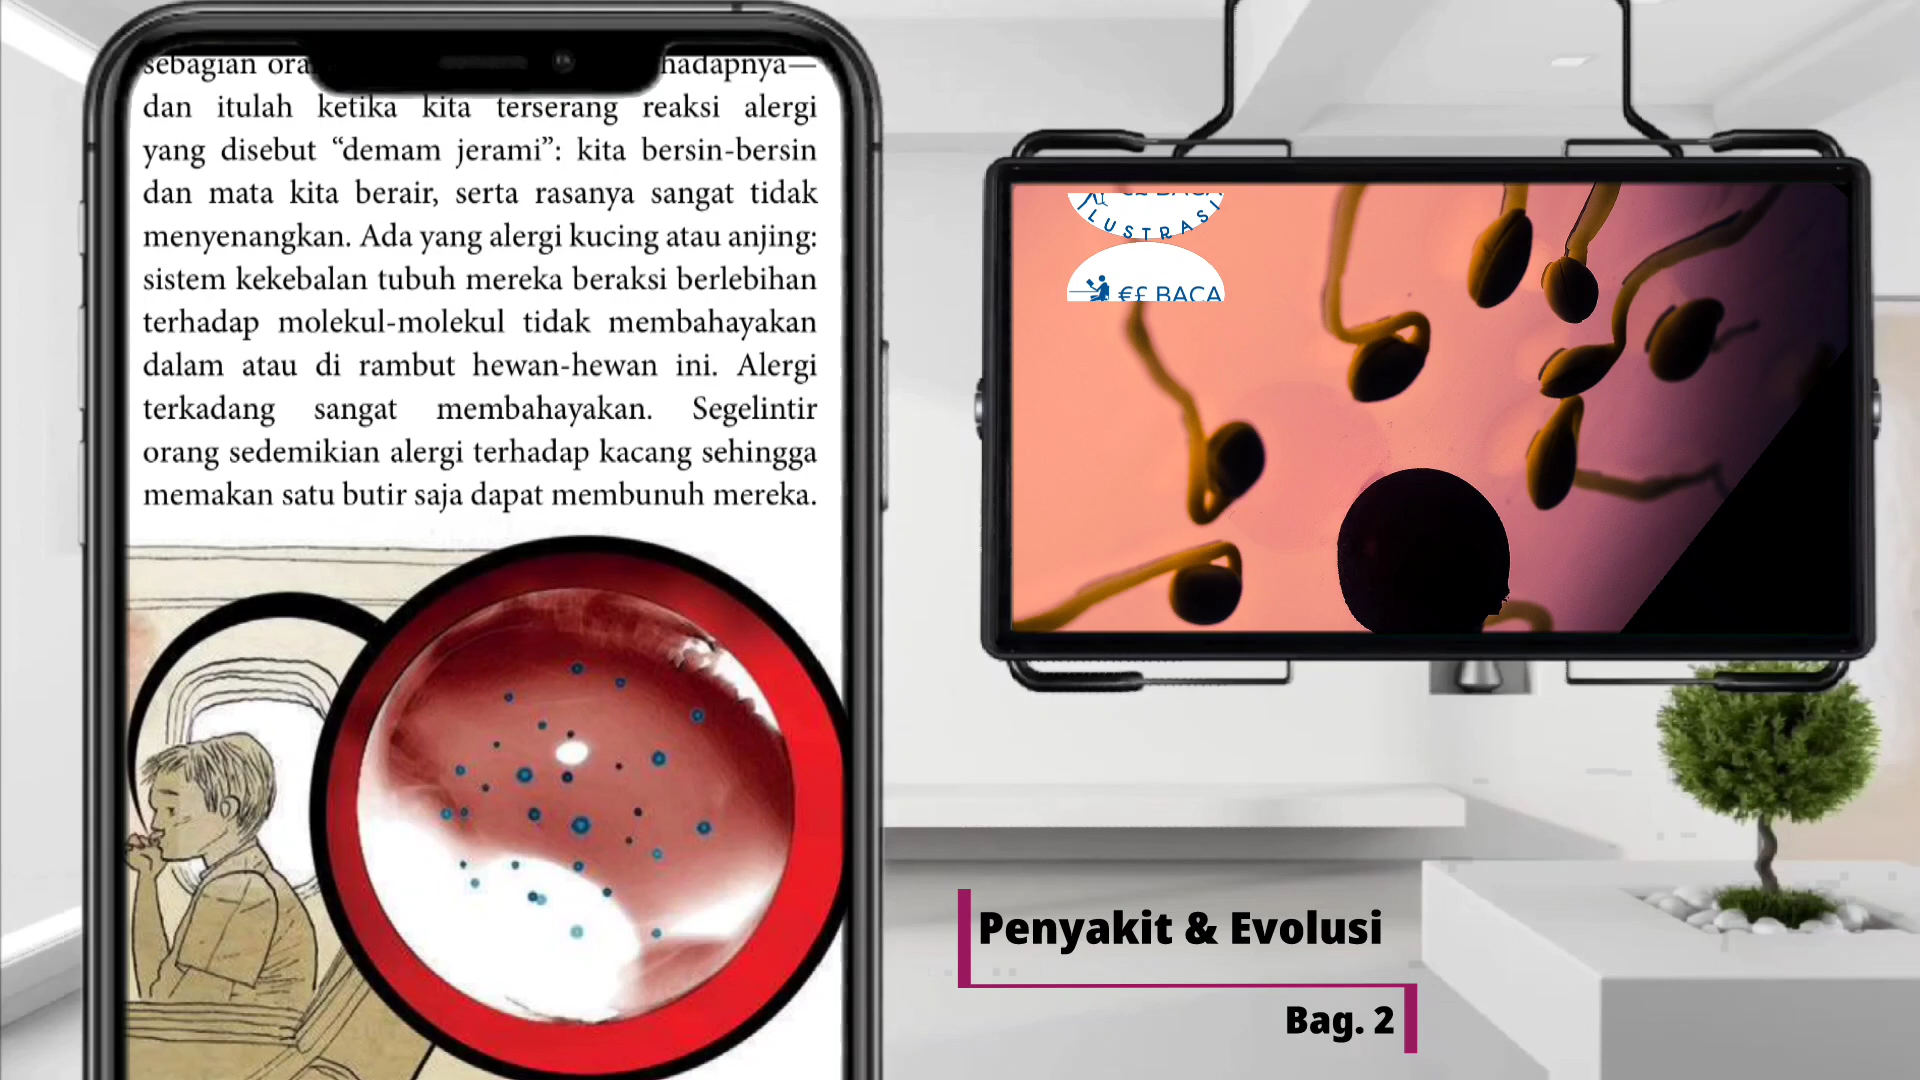 sebagian
hadapnya—
dan itulah ketika kita terserang reaksi alergi
yang disebut “demam jerami”: kita bersin-bersin
dan mata kita berair, serta rasanya sangat tidak
menyenangkan. Ada yang alergi kucing atau anjing:
sistem kekebalan tubuh mereka beraksi berlebihan
terhadap molekul-molekul tidak membahayakan
dalam atau di rambut hewan-hewan ini. Alergi
terkadang sangat membahayakan. Segelintir
orang sedemikian alergi terhadap kacang sehingga
memakan satu butir saja dapat membunuh mereka.
€£ BACA
LUSTRASI
€£ BACA
Penyakit & Evolusi
Bag. 2